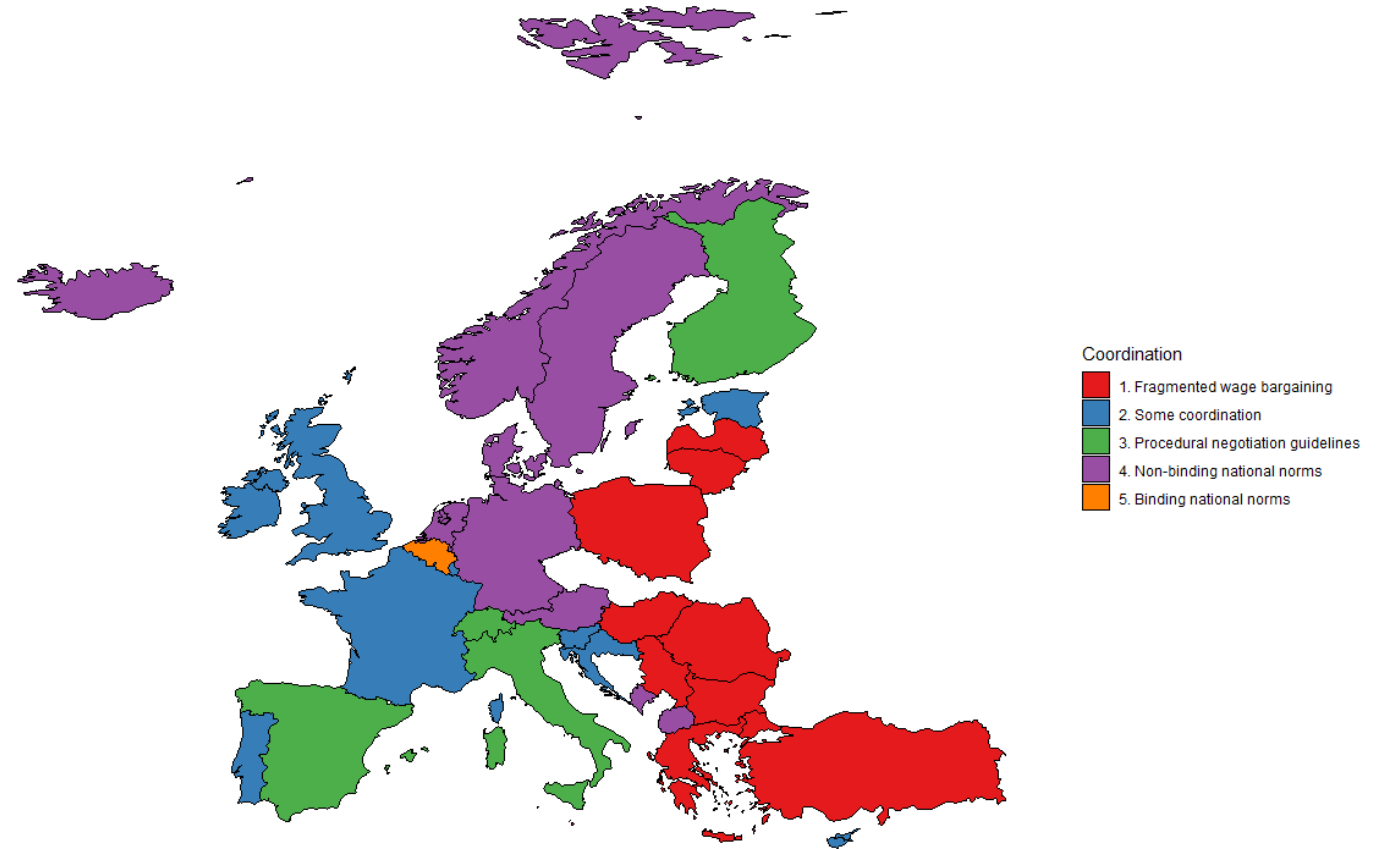 Coordination
1. Fragmented wage bargaining
2. Some coordination
3. Procedural negotiation guidelines
4. Non-binding national norms
5. Binding national norms